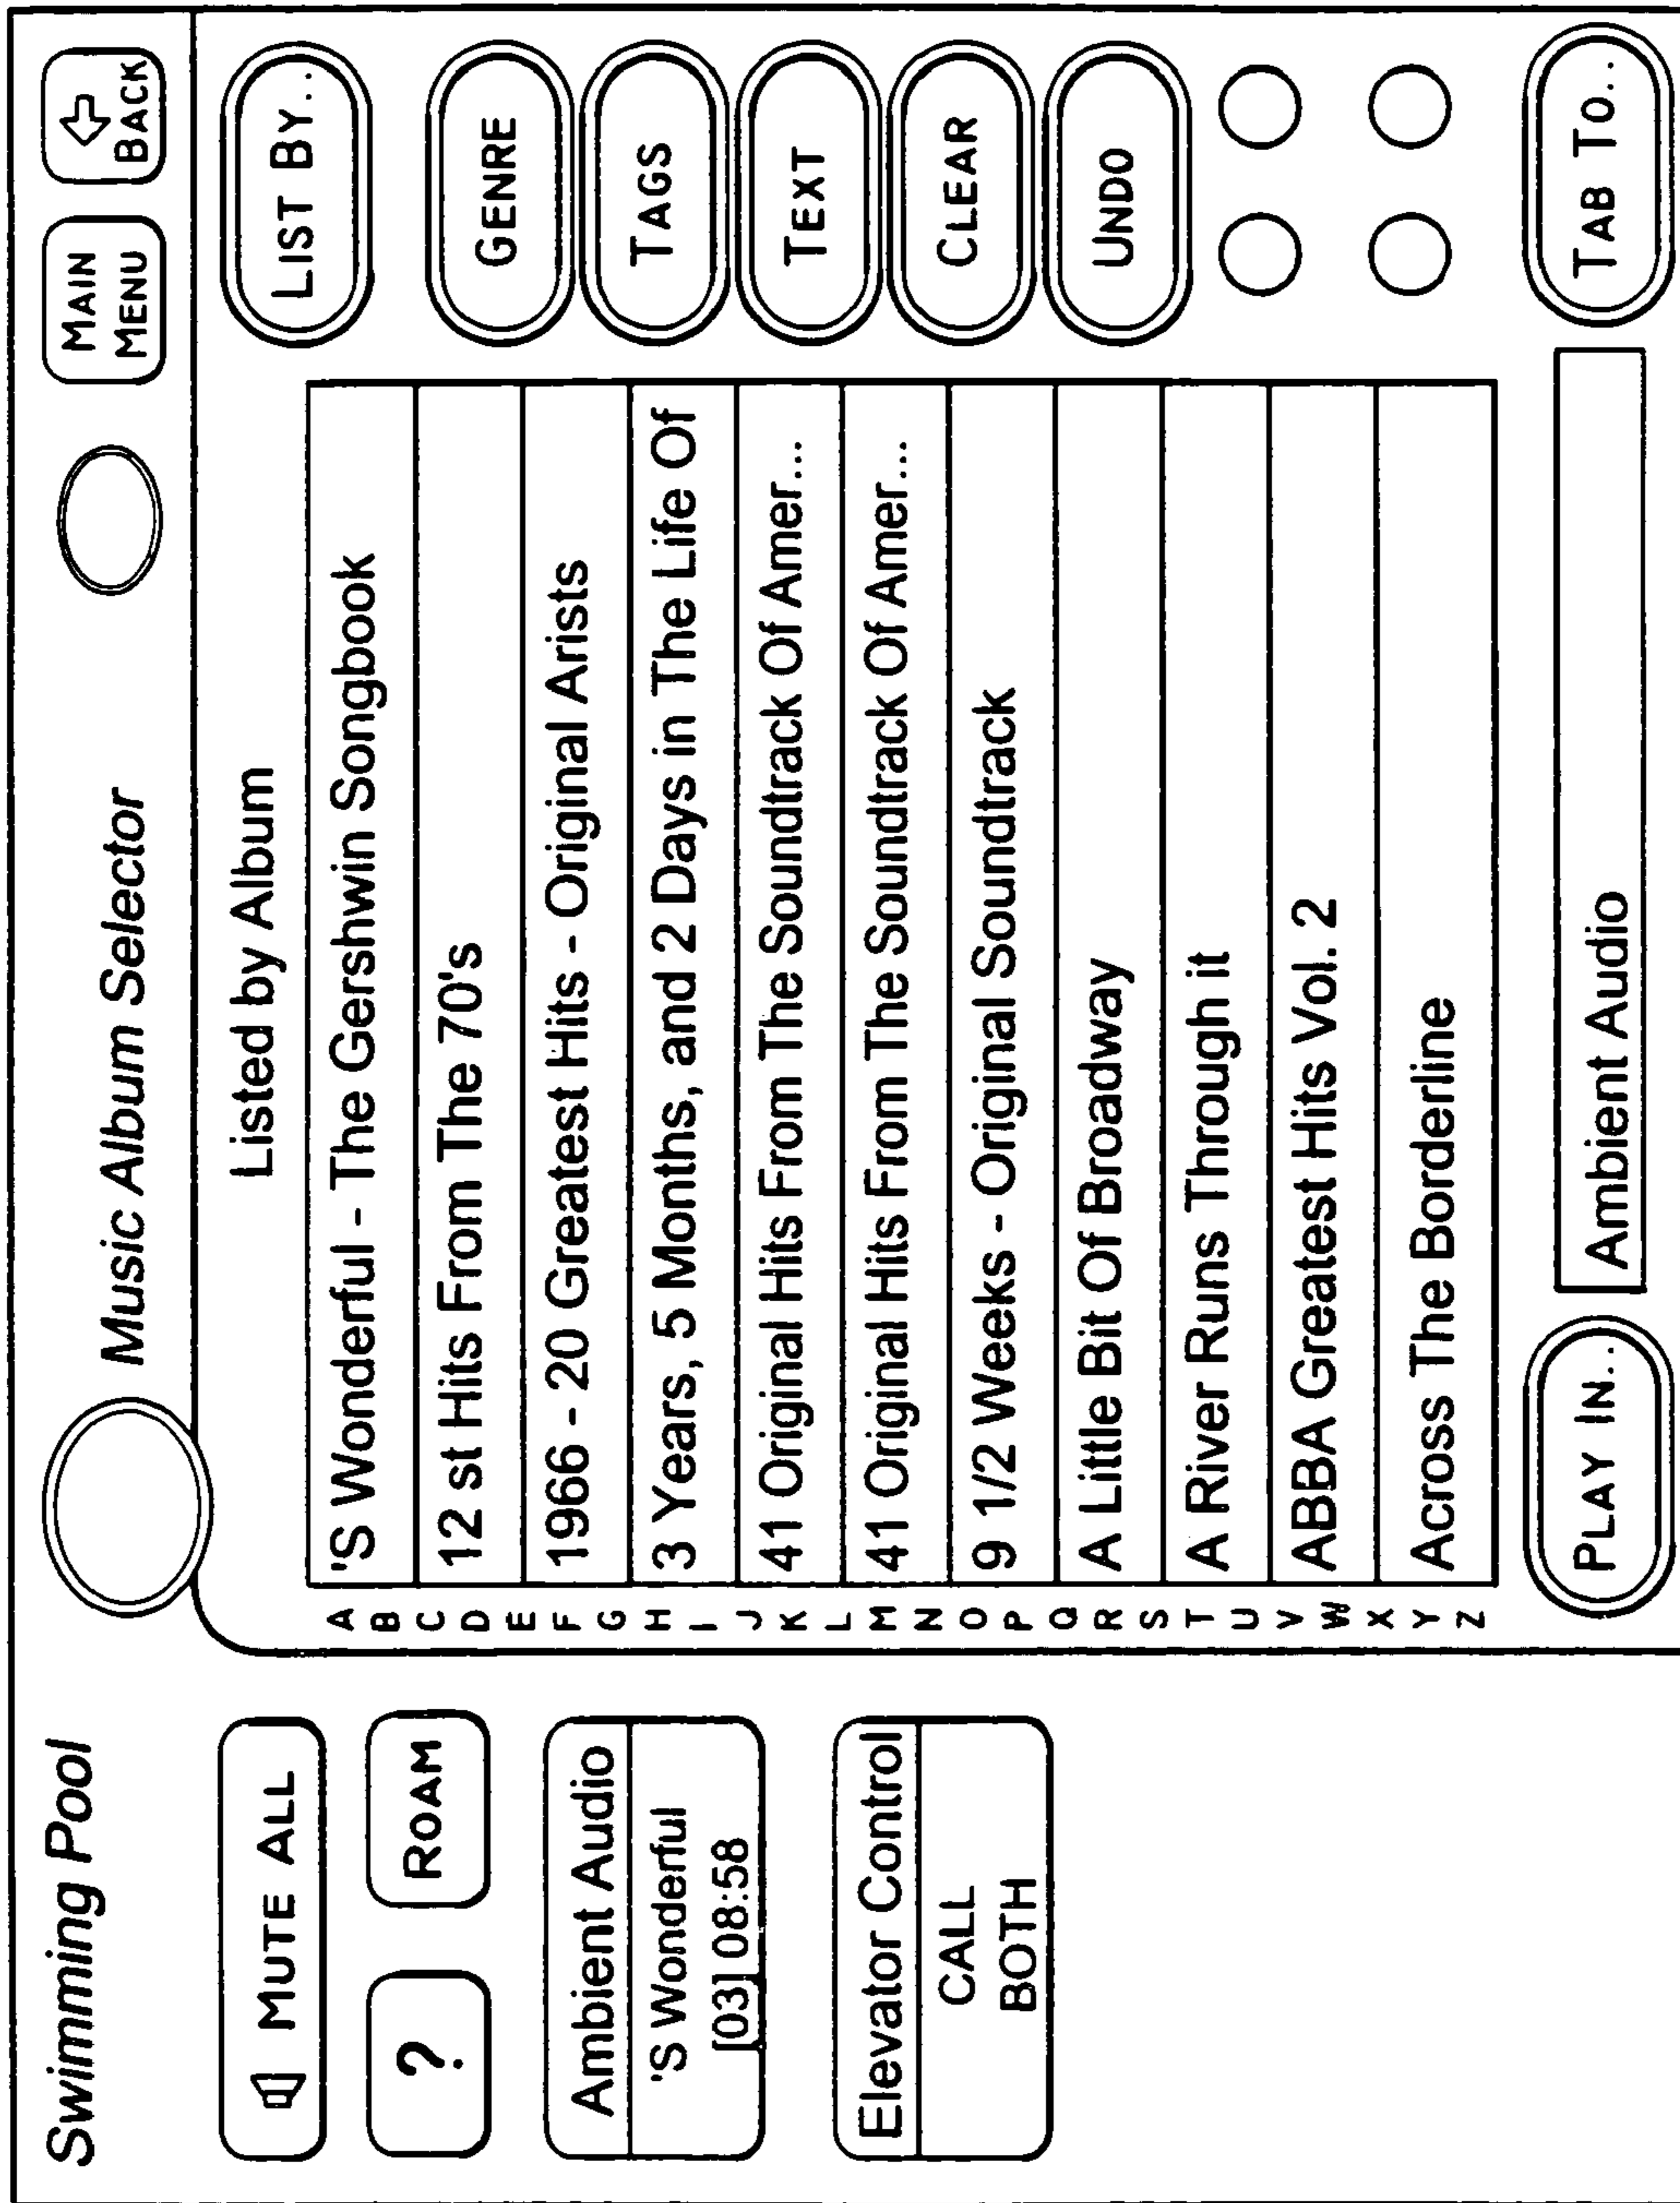 Swimming Pool
Music Album Selector
MAIN
MENU
BACK
MUTE ALL
?
ROAM
Ambient Audio
'S Wonderful
[03] 08:58
Elevator Control
CALL
BOTH
Listed by Album
A
B
C
D
E
F
G
H
I
J
K
L
M
N
O
P
Q
R
S
T
U
V
W
X
Y
Z
'S Wonderful - The Gershwin Songbook
12 st Hits From The 70's
1966 - 20 Greatest Hits - Original Arists
3 Years, 5 Months, and 2 Days in The Life Of
41 Original Hits From The Soundtrack Of Amer...
41 Original Hits From The Soundtrack Of Amer...
9 1/2 Weeks - Original Soundtrack
A Little Bit Of Broadway
A River Runs Through it
ABBA Greatest Hits Vol. 2
Across The Borderline
LIST BY..
GENRE
TAGS
TEXT
CLEAR
UNDO
PLAY IN..
Ambient Audio
TAB TO..